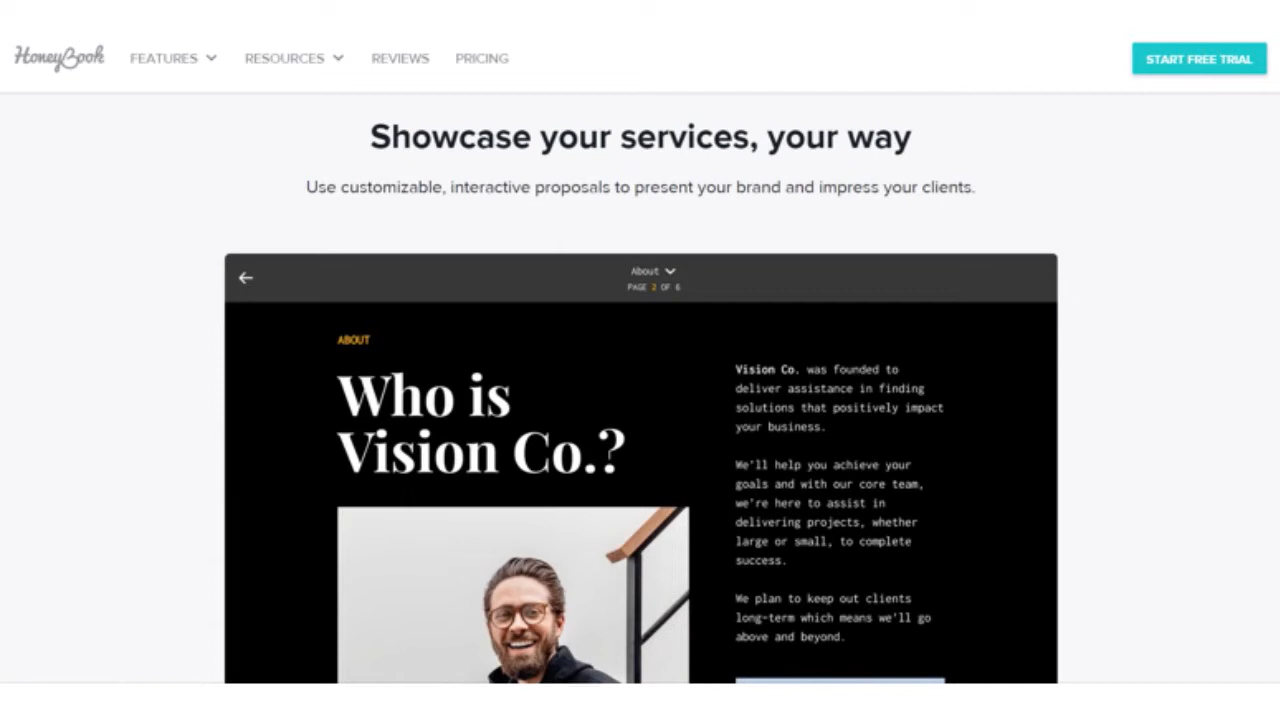 HoneyBook FEATURES RESOURCES REVIEWS PRICING START FREE TRIAL
Showcase your services, your way
Use customizable, interactive proposals to present your brand and impress your clients.
About
PAGE 2 OF 6
ABOUT
Who is
Vision Co.?
Vision Co. was founded to
deliver assistance in finding
solutions that positively impact
your business.
We'll help you achieve your
goals and with our core team,
we're here to assist in
delivering projects, whether
large or small, to complete
success.
We plan to keep out clients
long-term which means we'll go
above and beyond.